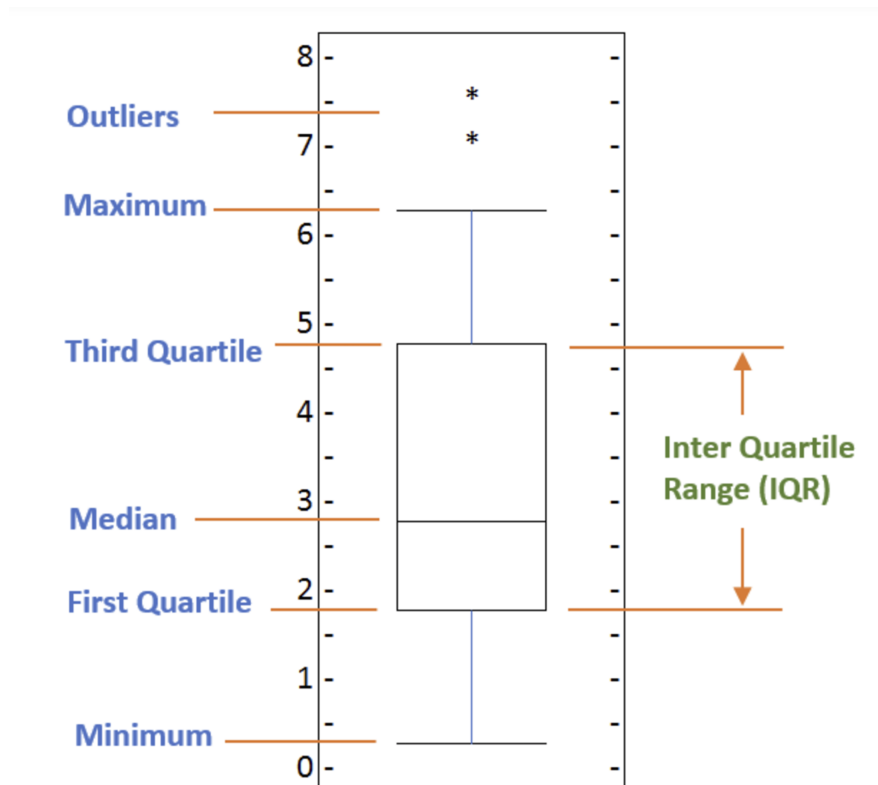 8 -
Outliers
*
7 -
*
Maximum
6 -
5 -
Third Quartile
4 -
Inter Quartile
Range (IQR)
3 -
Median
2 -
First Quartile
1 -
Minimum
0 -